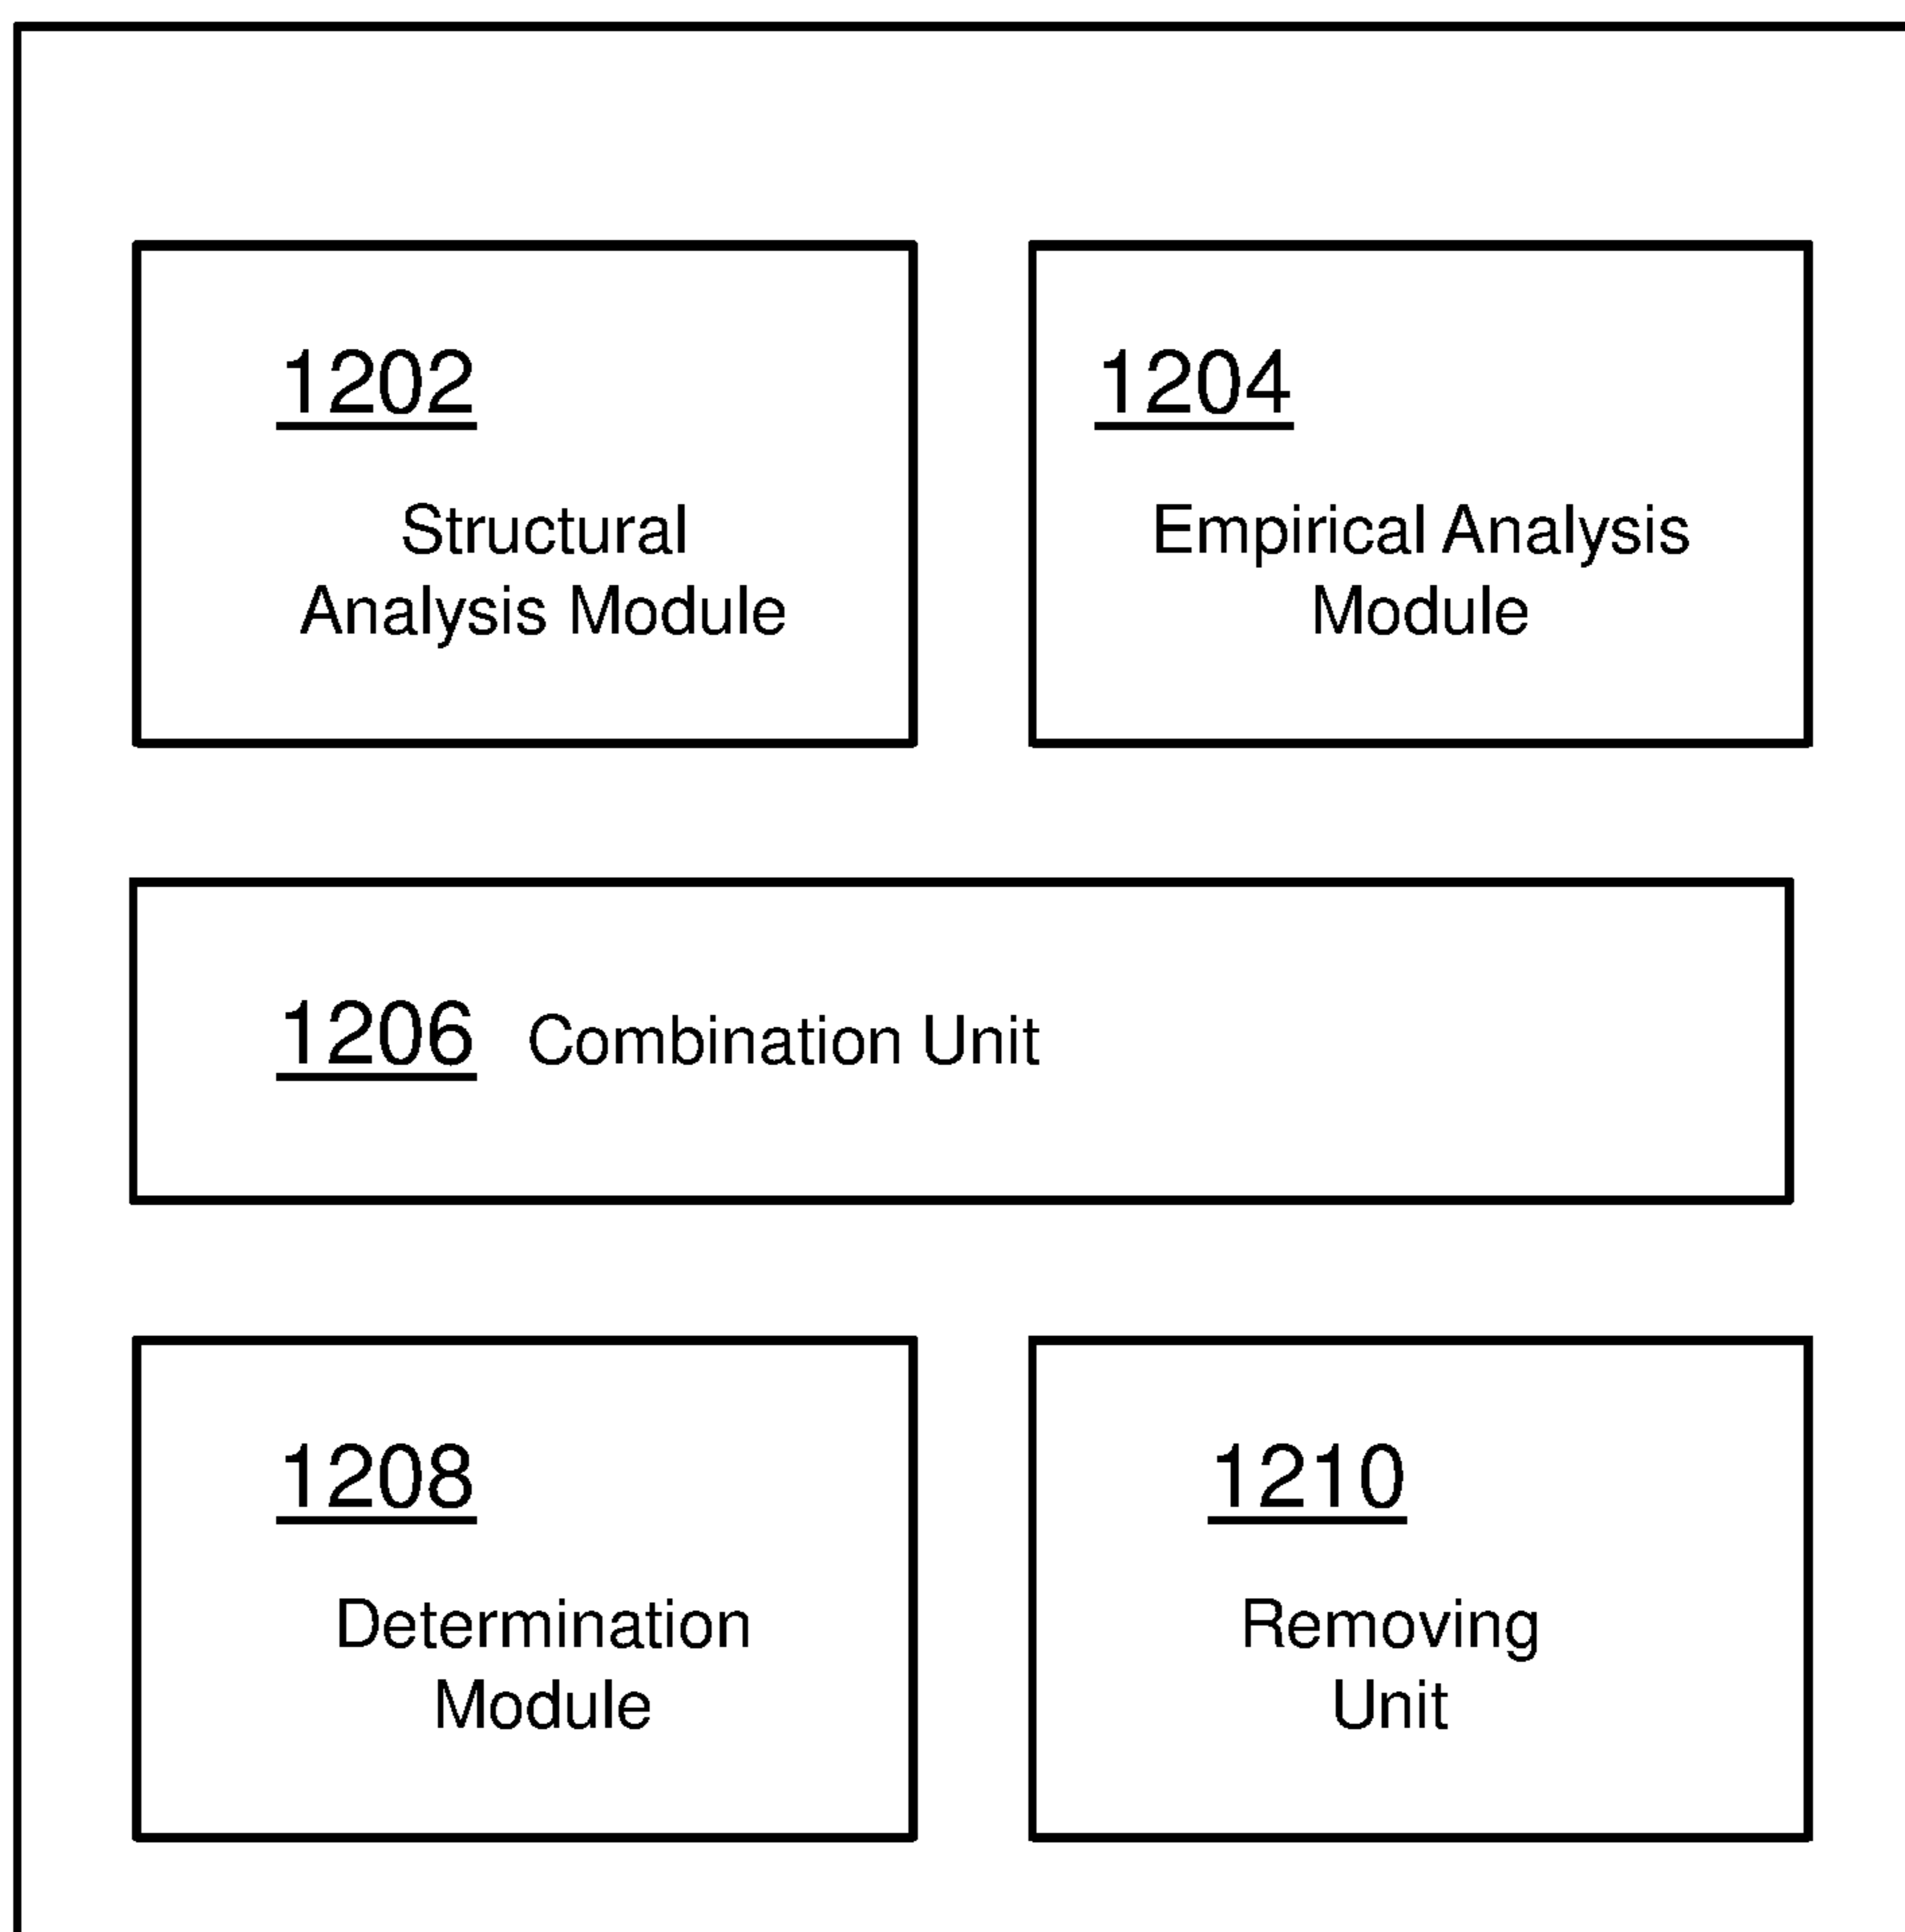 1202
Structural
Analysis Module
1204
Empirical Analysis
Module
1206 Combination Unit
1208
Determination
Module
1210
Removing
Unit